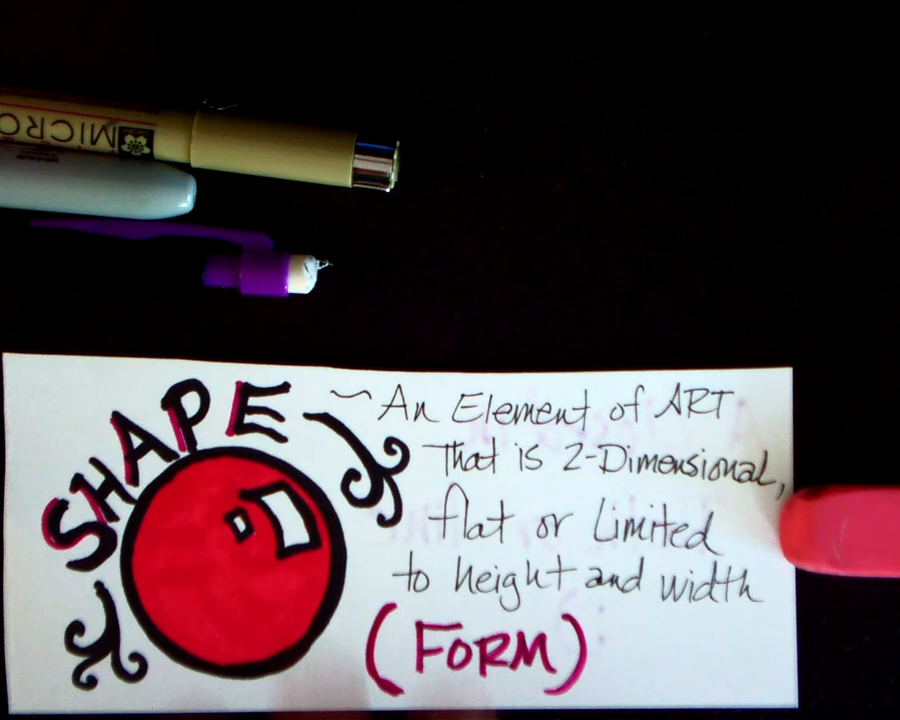 MICRO
SHAPE
~ An Element of ART
That is 2-Dimensional,
flat or Limited
to height and width
(FORM)